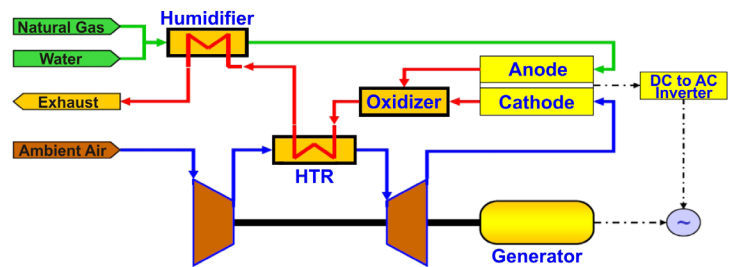 Humidifier
Natural Gas
Water
Anode
DC to AC
Inverter
Exhaust
Oxidizer
Cathode
Ambient Air
HTR
~
Generator